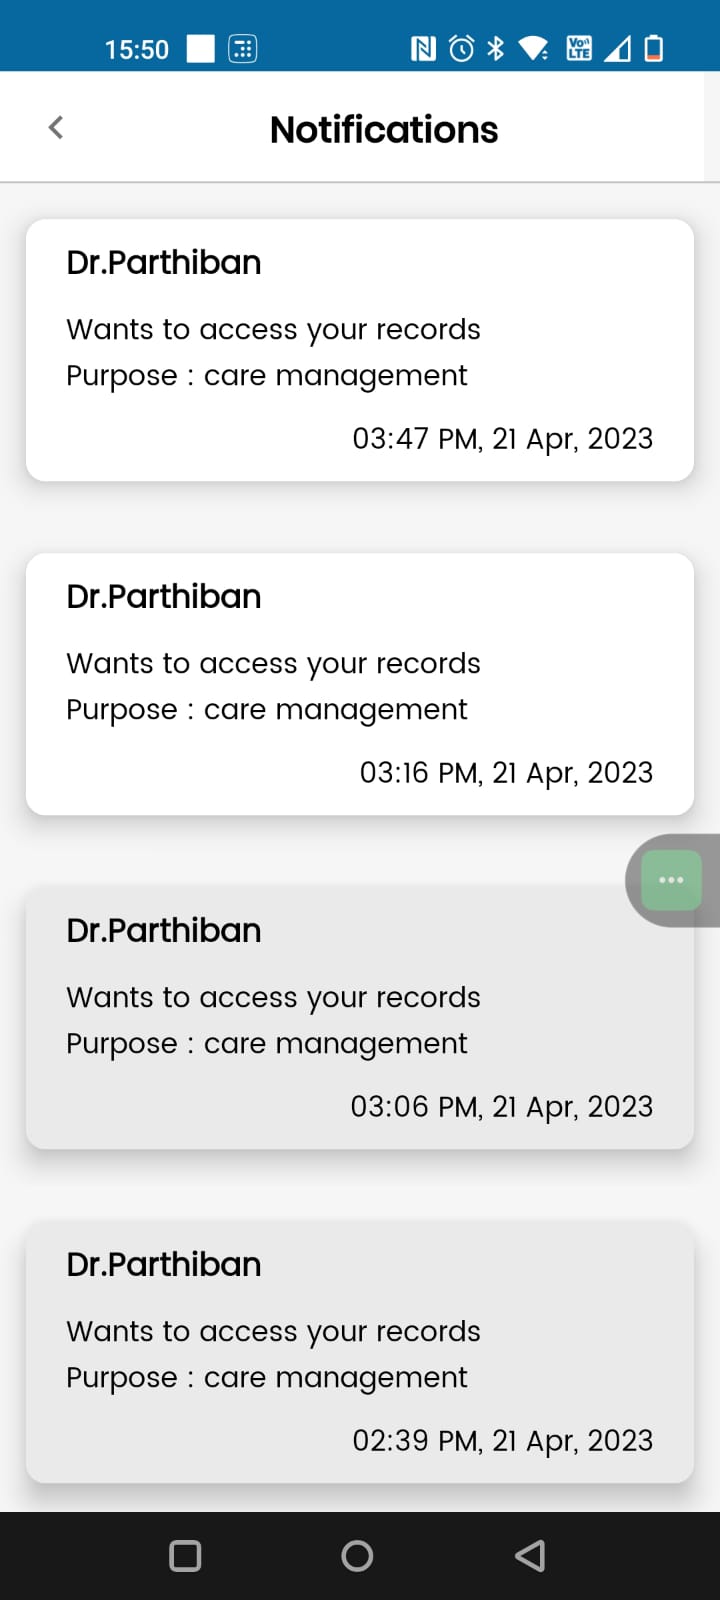 15:50
Vo)) LTE
Notifications
Dr.Parthiban
Wants to access your records
Purpose : care management
03:47 PM, 21 Apr, 2023
Dr.Parthiban
Wants to access your records
Purpose : care management
03:16 PM, 21 Apr, 2023
Dr.Parthiban
Wants to access your records
Purpose : care management
03:06 PM, 21 Apr, 2023
Dr.Parthiban
Wants to access your records
Purpose : care management
02:39 PM, 21 Apr, 2023